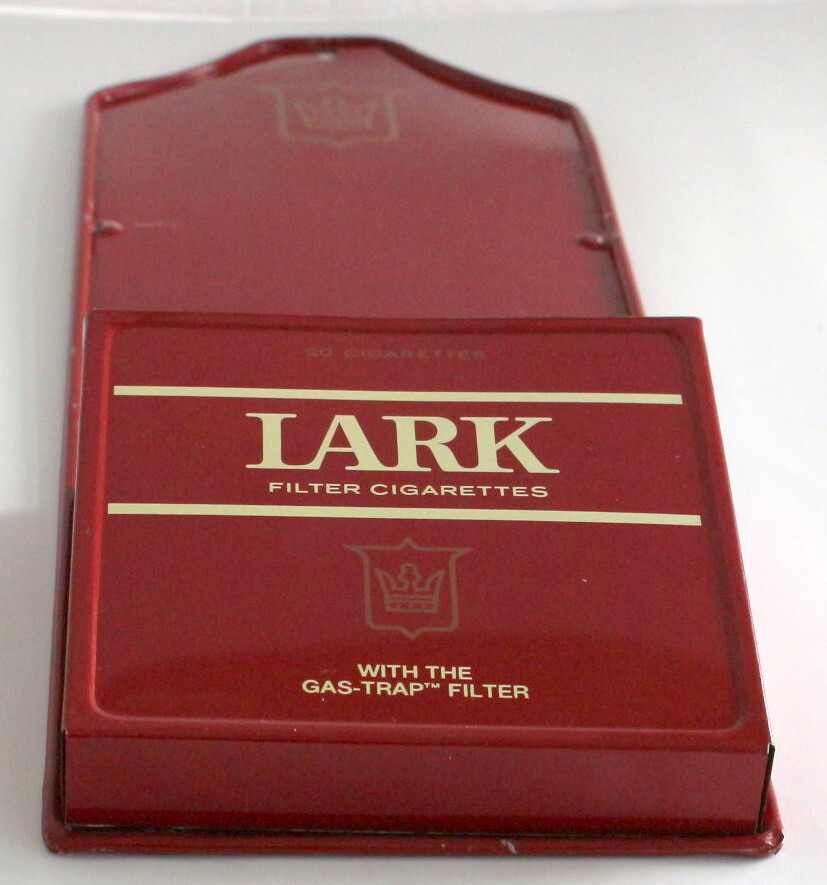 20 CIGARETTES
LARK
FILTER CIGARETTES
WITH THE
GAS-TRAP™ FILTER